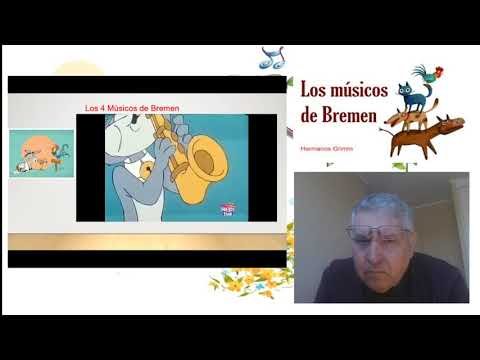 Los 4 Músicos de Bremen
Los músicos
de Bremen
Hermanos Grimm